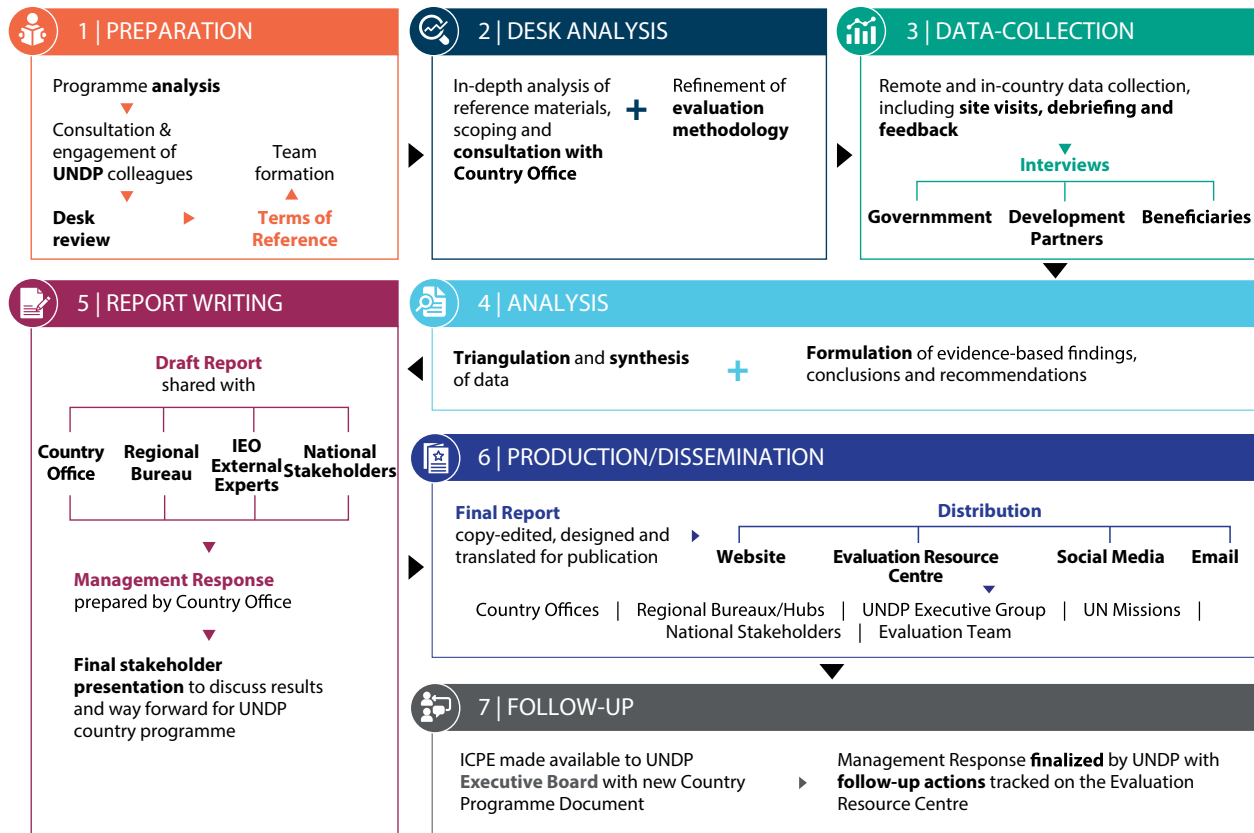 1 | PREPARATION
Programme analysis
Consultation &
engagement of
UNDP colleagues
Desk
review
Terms of
Reference
Team
formation
2 | DESK ANALYSIS
In-depth analysis of
reference materials,
scoping and
consultation with
Country Office
+
Refinement of
evaluation
methodology
3 | DATA-COLLECTION
Remote and in-country data collection,
including site visits, debriefing and
feedback
Interviews
Governmment
Development
Partners
Beneficiaries
4 | ANALYSIS
Triangulation and synthesis
of data
+
Formulation of evidence-based findings,
conclusions and recommendations
5 | REPORT WRITING
Draft Report
shared with
Country
Office
Regional
Bureau
IEO
External
Experts
National
Stakeholders
Management Response
prepared by Country Office
Final stakeholder
presentation to discuss results
and way forward for UNDP
country programme
6 | PRODUCTION/DISSEMINATION
Final Report
copy-edited, designed and
translated for publication
Distribution
Website
Evaluation Resource
Centre
Social Media
Email
Country Offices | Regional Bureaux/Hubs | UNDP Executive Group | UN Missions |
National Stakeholders | Evaluation Team
7 | FOLLOW-UP
ICPE made available to UNDP
Executive Board with new Country
Programme Document
Management Response finalized by UNDP with
follow-up actions tracked on the Evaluation
Resource Centre